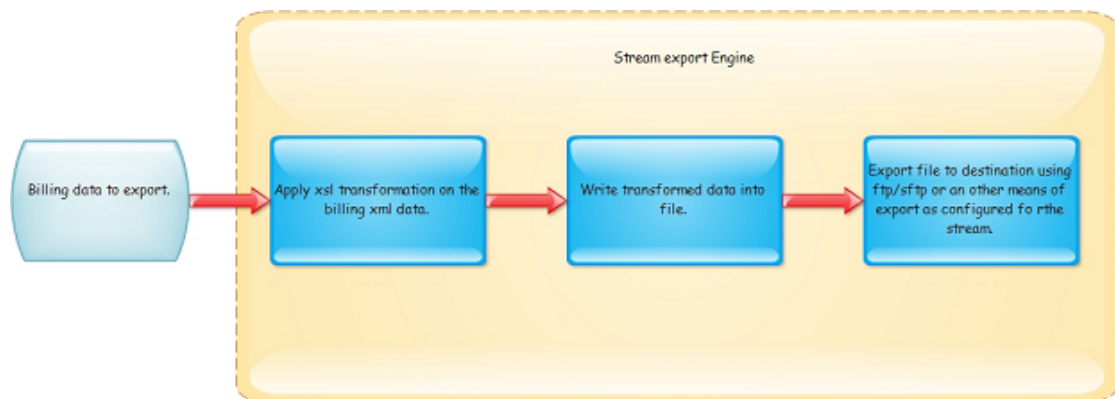 Stream export Engine
Billing data to export.
Apply xsl transformation on the
billing xml data.
Write transformed data into
file.
Export file to destination using
ftp/sftp or an other means of
export as configured fo rthe
stream.